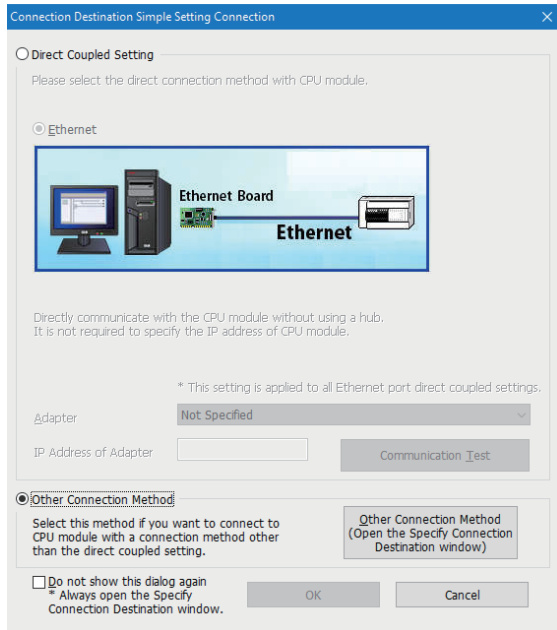 Connection Destination Simple Setting Connection
Direct Coupled Setting
Please select the direct connection method with CPU module.
Ethernet
Ethernet Board
Ethernet
Directly communicate with the CPU module without using a hub.
It is not required to specify the IP address of CPU module.
* This setting is applied to all Ethernet port direct coupled settings.
Adapter
Not Specified
IP Address of Adapter
Communication Test
Other Connection Method
Select this method if you want to connect to
CPU module with a connection method other
than the direct coupled setting.
Other Connection Method
(Open the Specify Connection
Destination window)
Do not show this dialog again
* Always open the Specify
Connection Destination window.
OK
Cancel